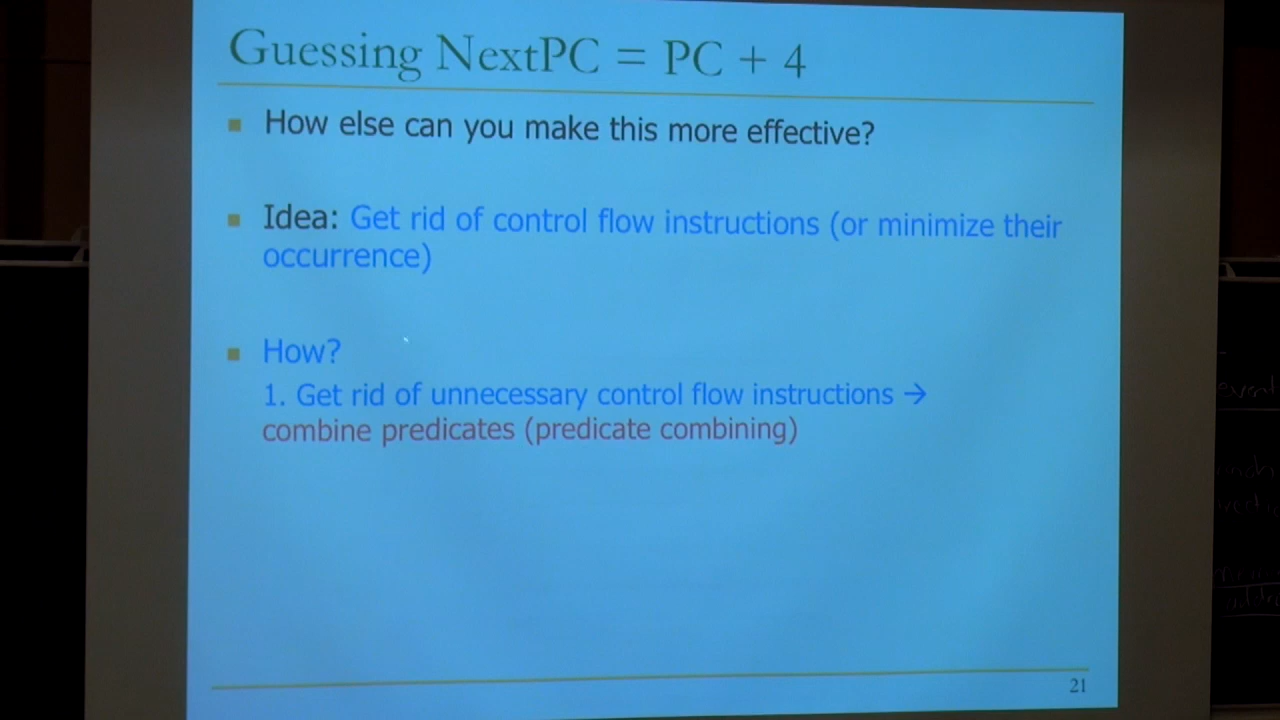 Guessing NextPC = PC + 4
How else can you make this more effective?
Idea: Get rid of control flow instructions (or minimize their
occurrence)
How?
1. Get rid of unnecessary control flow instructions →
combine predicates (predicate combining)
21